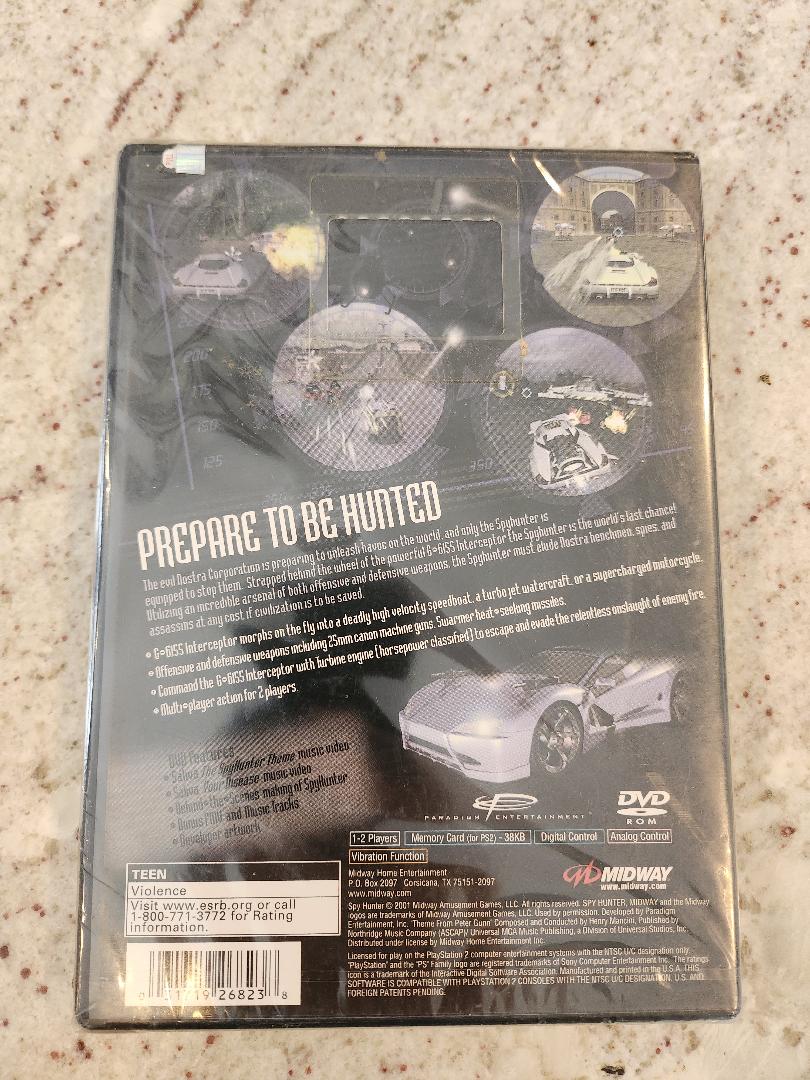 200
175
150
125
350
PREPARE TO BE HUNTED
The evil Nostra Corporation is preparing to unleash havoc on the world, and only the Spyhunter is
equipped to stop them. Strapped behind the wheel of the powerful G-6155 Interceptor the Spyhunter is the world's last chance!
Utilizing an incredible arsenal of both offensive and defensive weapons, the Spyhunter must elude Nostra henchmen, spies, and
assassins at any cost if civilization is to be saved.
• G-6155 Interceptor morphs on the fly into a deadly high velocity speedboat, a turbo jet watercraft, or a supercharged motorcycle.
• Offensive and defensive weapons including 25mm canon machine guns, Swarmer heat-seeking missiles.
• Command the G-6155 Interceptor with Turbine engine (horsepower classified) to escape and evade the relentless onslaught of enemy fire.
• Multi-player action for 2 players.
DVD Features
• Saliva The SpyHunter Theme music video
• Saliva Your Disease music video
• Behind-the-Scenes making of SpyHunter
• Bonus FMV and Music Tracks
• Developer artwork
PARADIGM ENTERTAINMENT
DVD
ROM
1-2 Players
Memory Card (for PS2) - 38KB
Digital Control
Analog Control
Vibration Function
TEEN
Violence
Visit www.esrb.org or call
1-800-771-3772 for Rating
Information.
Midway Home Entertainment
P.O. Box 2097 Corsicana, TX 75151-2097
www.midway.com
MIDWAY
www.midway.com
Spy Hunter © 2001 Midway Amusement Games, LLC. All rights reserved. SPY HUNTER, MIDWAY and the Midway
logos are trademarks of Midway Amusement Games, LLC. Used by permission. Developed by Paradigm
Entertainment, Inc. "Theme From Peter Gunn" Composed and Conducted by Henry Mancini, Published by
Northridge Music Company (ASCAP)/ Universal MCA Music Publishing, a Division of Universal Studios, Inc.
Distributed under license by Midway Home Entertainment Inc.
Licensed for play on the PlayStation 2 computer entertainment systems with the NTSC U/C designation only.
"PlayStation" and the "PS" Family logo are registered trademarks of Sony Computer Entertainment Inc. The ratings
icon is a trademark of the Interactive Digital Software Association. Manufactured and printed in the U.S.A. THIS
SOFTWARE IS COMPATIBLE WITH PLAYSTATION 2 CONSOLES WITH THE NTSC U/C DESIGNATION. U.S. AND
FOREIGN PATENTS PENDING.
0 31719 26823 8